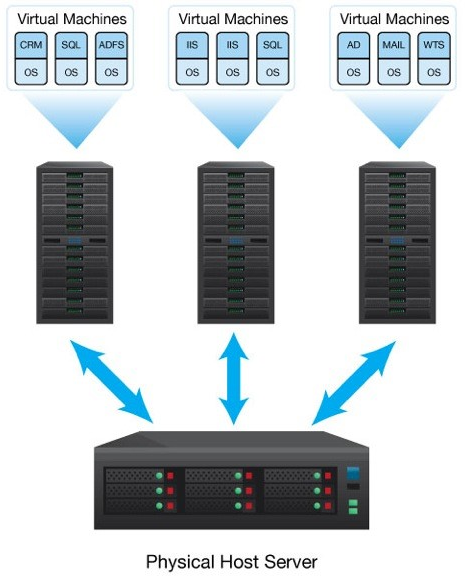 Virtual Machines Virtual Machines Virtual Machines
CRM SQL ADFS IIS IIS SQL AD MAIL WTS
OS OS OS OS OS OS OS OS OS
Physical Host Server